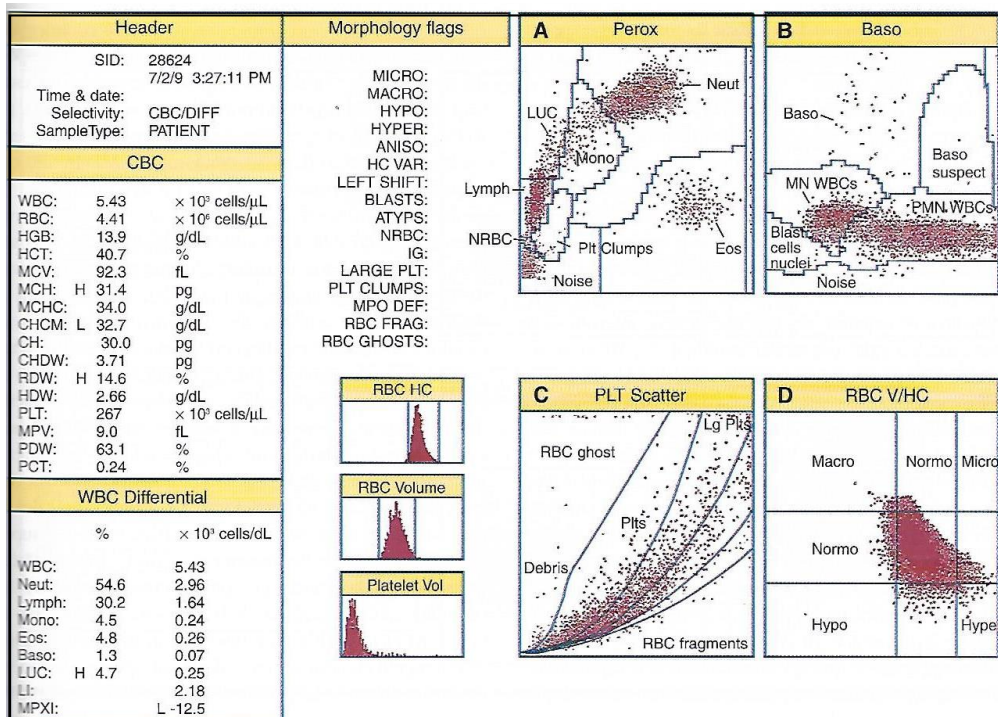 Header
SID: 28624
7/2/9 3:27:11 PM
Time & date:
Selectivity: CBC/DIFF
SampleType: PATIENT
CBC
WBC: 5.43 × 10³ cells/µL
RBC: 4.41 × 10⁶ cells/µL
HGB: 13.9 g/dL
HCT: 40.7 %
MCV: 92.3 fL
MCH: H 31.4 pg
MCHC: 34.0 g/dL
CHCM: L 32.7 g/dL
CH: 30.0 pg
CHDW: 3.71 pg
RDW: H 14.6 %
HDW: 2.66 g/dL
PLT: 267 × 10³ cells/µL
MPV: 9.0 fL
PDW: 63.1 %
PCT: 0.24 %
WBC Differential
% × 10³ cells/dL
WBC: 5.43
Neut: 54.6 2.96
Lymph: 30.2 1.64
Mono: 4.5 0.24
Eos: 4.8 0.26
Baso: 1.3 0.07
LUC: H 4.7 0.25
LI: 2.18
MPXI: L -12.5
Morphology flags
MICRO:
MACRO:
HYPO:
HYPER:
ANISO:
HC VAR:
LEFT SHIFT:
BLASTS:
ATYPS:
NRBC:
IG:
LARGE PLT:
PLT CLUMPS:
MPO DEF:
RBC FRAG:
RBC GHOSTS:
RBC HC
RBC Volume
Platelet Vol
A Perox
Neut
LUC
Mono
Lymph
NRBC
Plt Clumps
Eos
Noise
B Baso
Baso
Baso
suspect
MN WBCs
PMN WBCs
Blast
cells
nuclei
Noise
C PLT Scatter
Lg Plts
RBC ghost
Plts
Debris
RBC fragments
D RBC V/HC
Macro Normo Micro
Normo
Hypo Hype